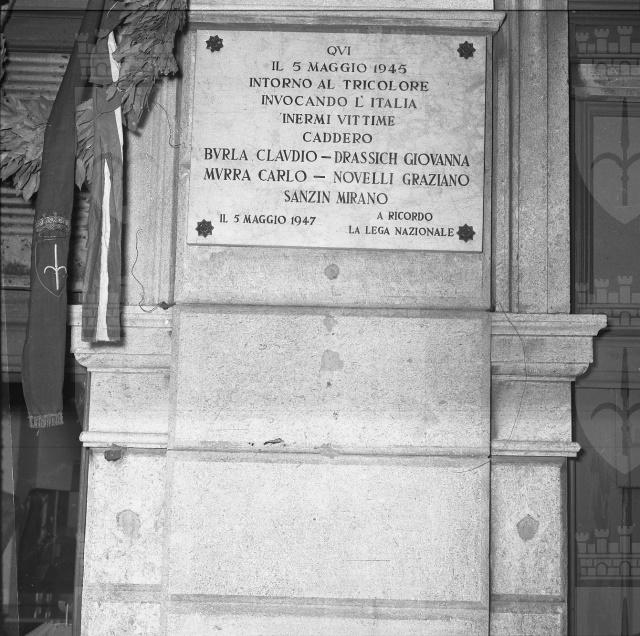 QVI
IL 5 MAGGIO 1945
INTORNO AL TRICOLORE
INVOCANDO L'ITALIA
INERMI VITTIME
CADDERO
BVRLA CLAVDIO — DRASSICH GIOVANNA
MVRRA CARLO — NOVELLI GRAZIANO
SANZIN MIRANO
IL 5 MAGGIO 1947
A RICORDO
LA LEGA NAZIONALE